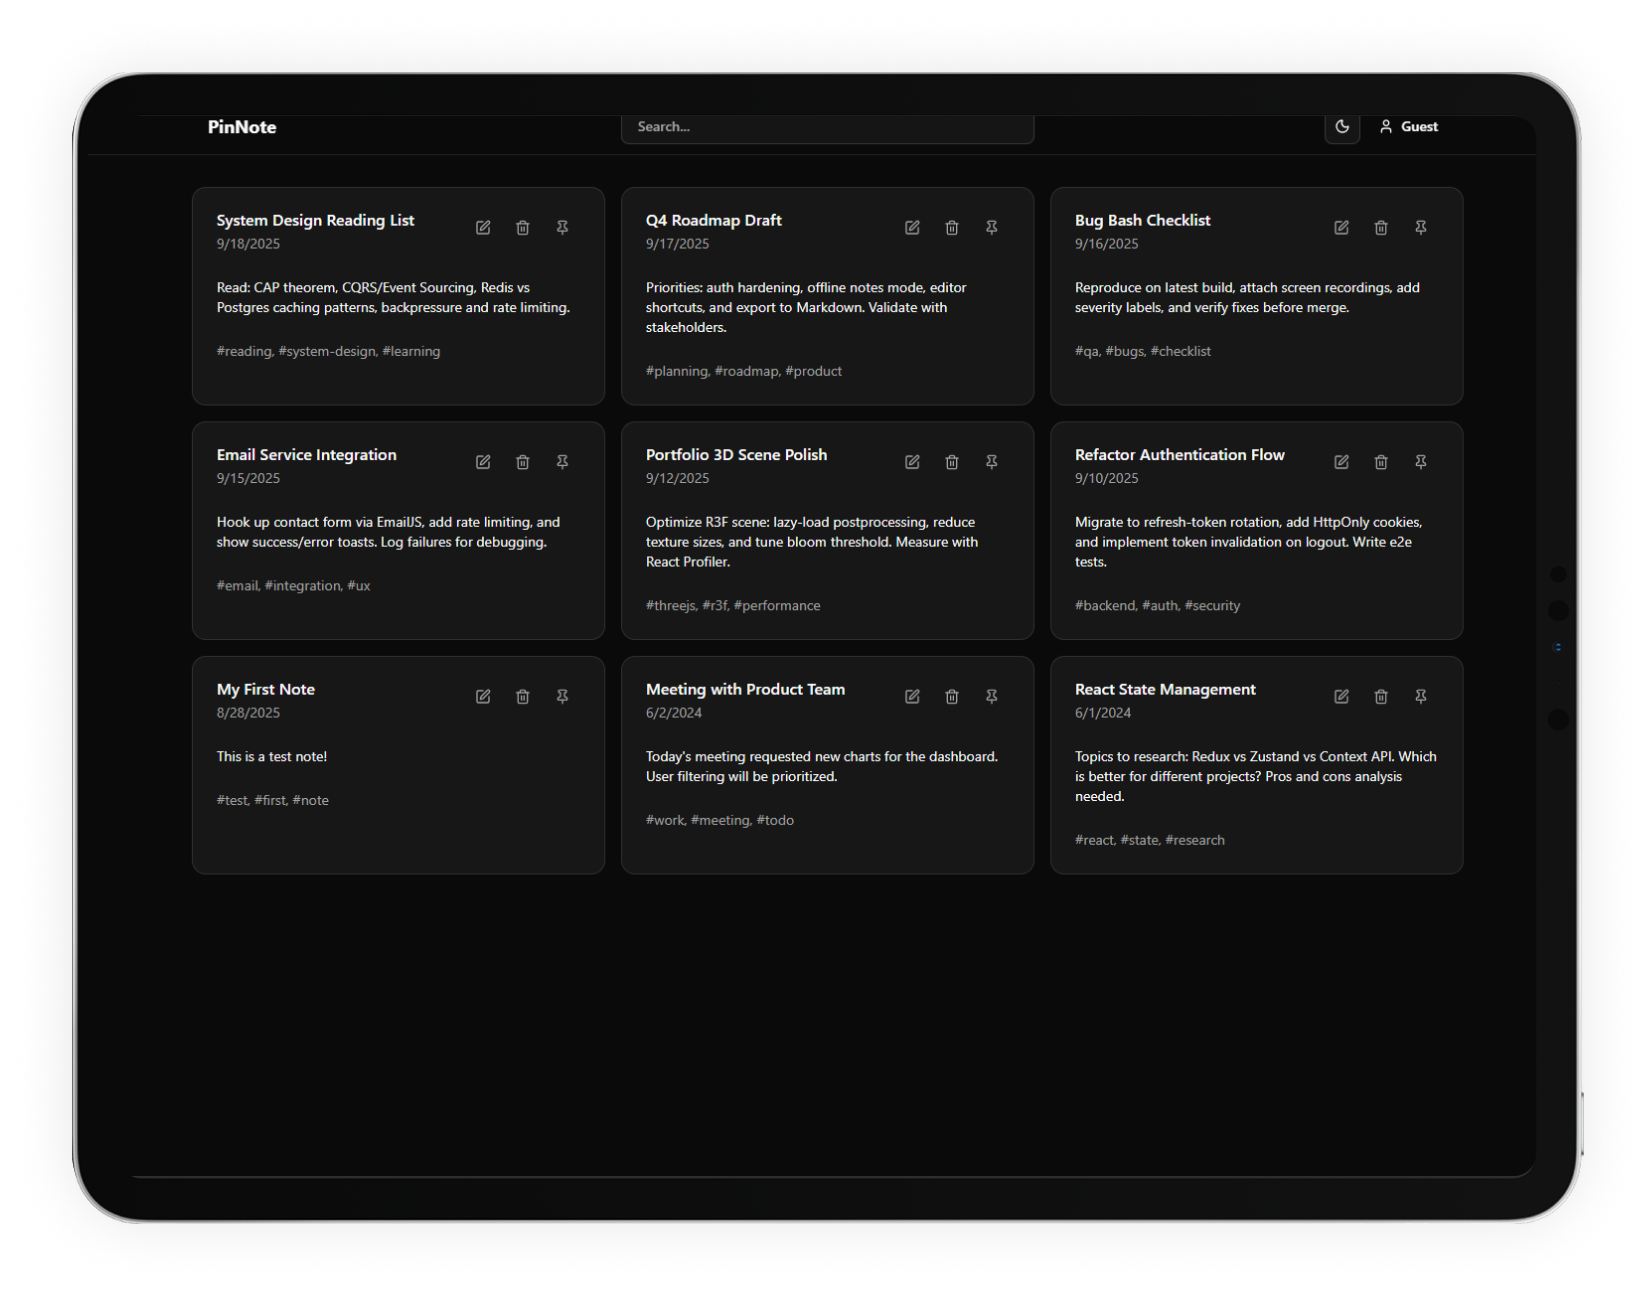 PinNote
Search...
Guest
System Design Reading List
9/18/2025
Read: CAP theorem, CQRS/Event Sourcing, Redis vs
Postgres caching patterns, backpressure and rate limiting.
#reading, #system-design, #learning
Q4 Roadmap Draft
9/17/2025
Priorities: auth hardening, offline notes mode, editor
shortcuts, and export to Markdown. Validate with
stakeholders.
#planning, #roadmap, #product
Bug Bash Checklist
9/16/2025
Reproduce on latest build, attach screen recordings, add
severity labels, and verify fixes before merge.
#qa, #bugs, #checklist
Email Service Integration
9/15/2025
Hook up contact form via EmailJS, add rate limiting, and
show success/error toasts. Log failures for debugging.
#email, #integration, #ux
Portfolio 3D Scene Polish
9/12/2025
Optimize R3F scene: lazy-load postprocessing, reduce
texture sizes, and tune bloom threshold. Measure with
React Profiler.
#threejs, #r3f, #performance
Refactor Authentication Flow
9/10/2025
Migrate to refresh-token rotation, add HttpOnly cookies,
and implement token invalidation on logout. Write e2e
tests.
#backend, #auth, #security
My First Note
8/28/2025
This is a test note!
#test, #first, #note
Meeting with Product Team
6/2/2024
Today's meeting requested new charts for the dashboard.
User filtering will be prioritized.
#work, #meeting, #todo
React State Management
6/1/2024
Topics to research: Redux vs Zustand vs Context API. Which
is better for different projects? Pros and cons analysis
needed.
#react, #state, #research